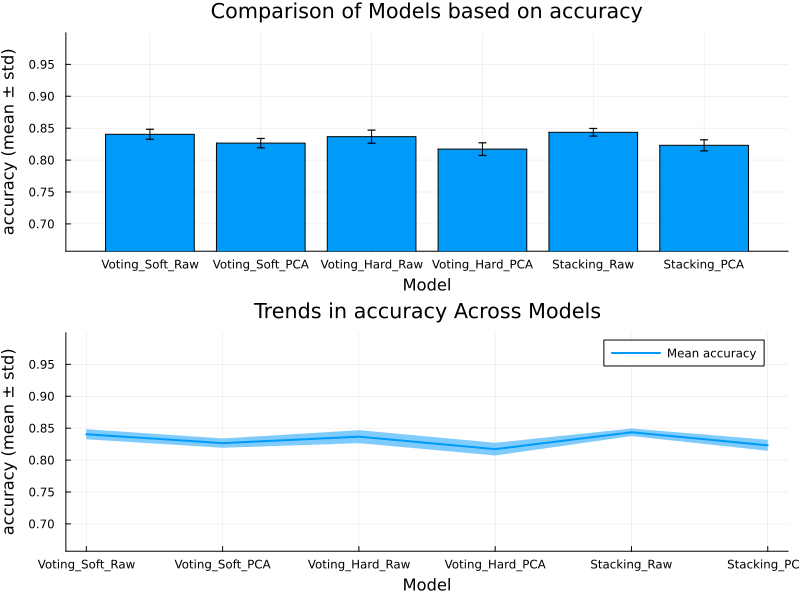 Comparison of Models based on accuracy
accuracy (mean ± std)
0.95
0.90
0.85
0.80
0.75
0.70
Voting_Soft_Raw Voting_Soft_PCA Voting_Hard_Raw Voting_Hard_PCA Stacking_Raw Stacking_PCA
Model
Trends in accuracy Across Models
accuracy (mean ± std)
Mean accuracy
0.95
0.90
0.85
0.80
0.75
0.70
Voting_Soft_Raw Voting_Soft_PCA Voting_Hard_Raw Voting_Hard_PCA Stacking_Raw Stacking_PC
Model